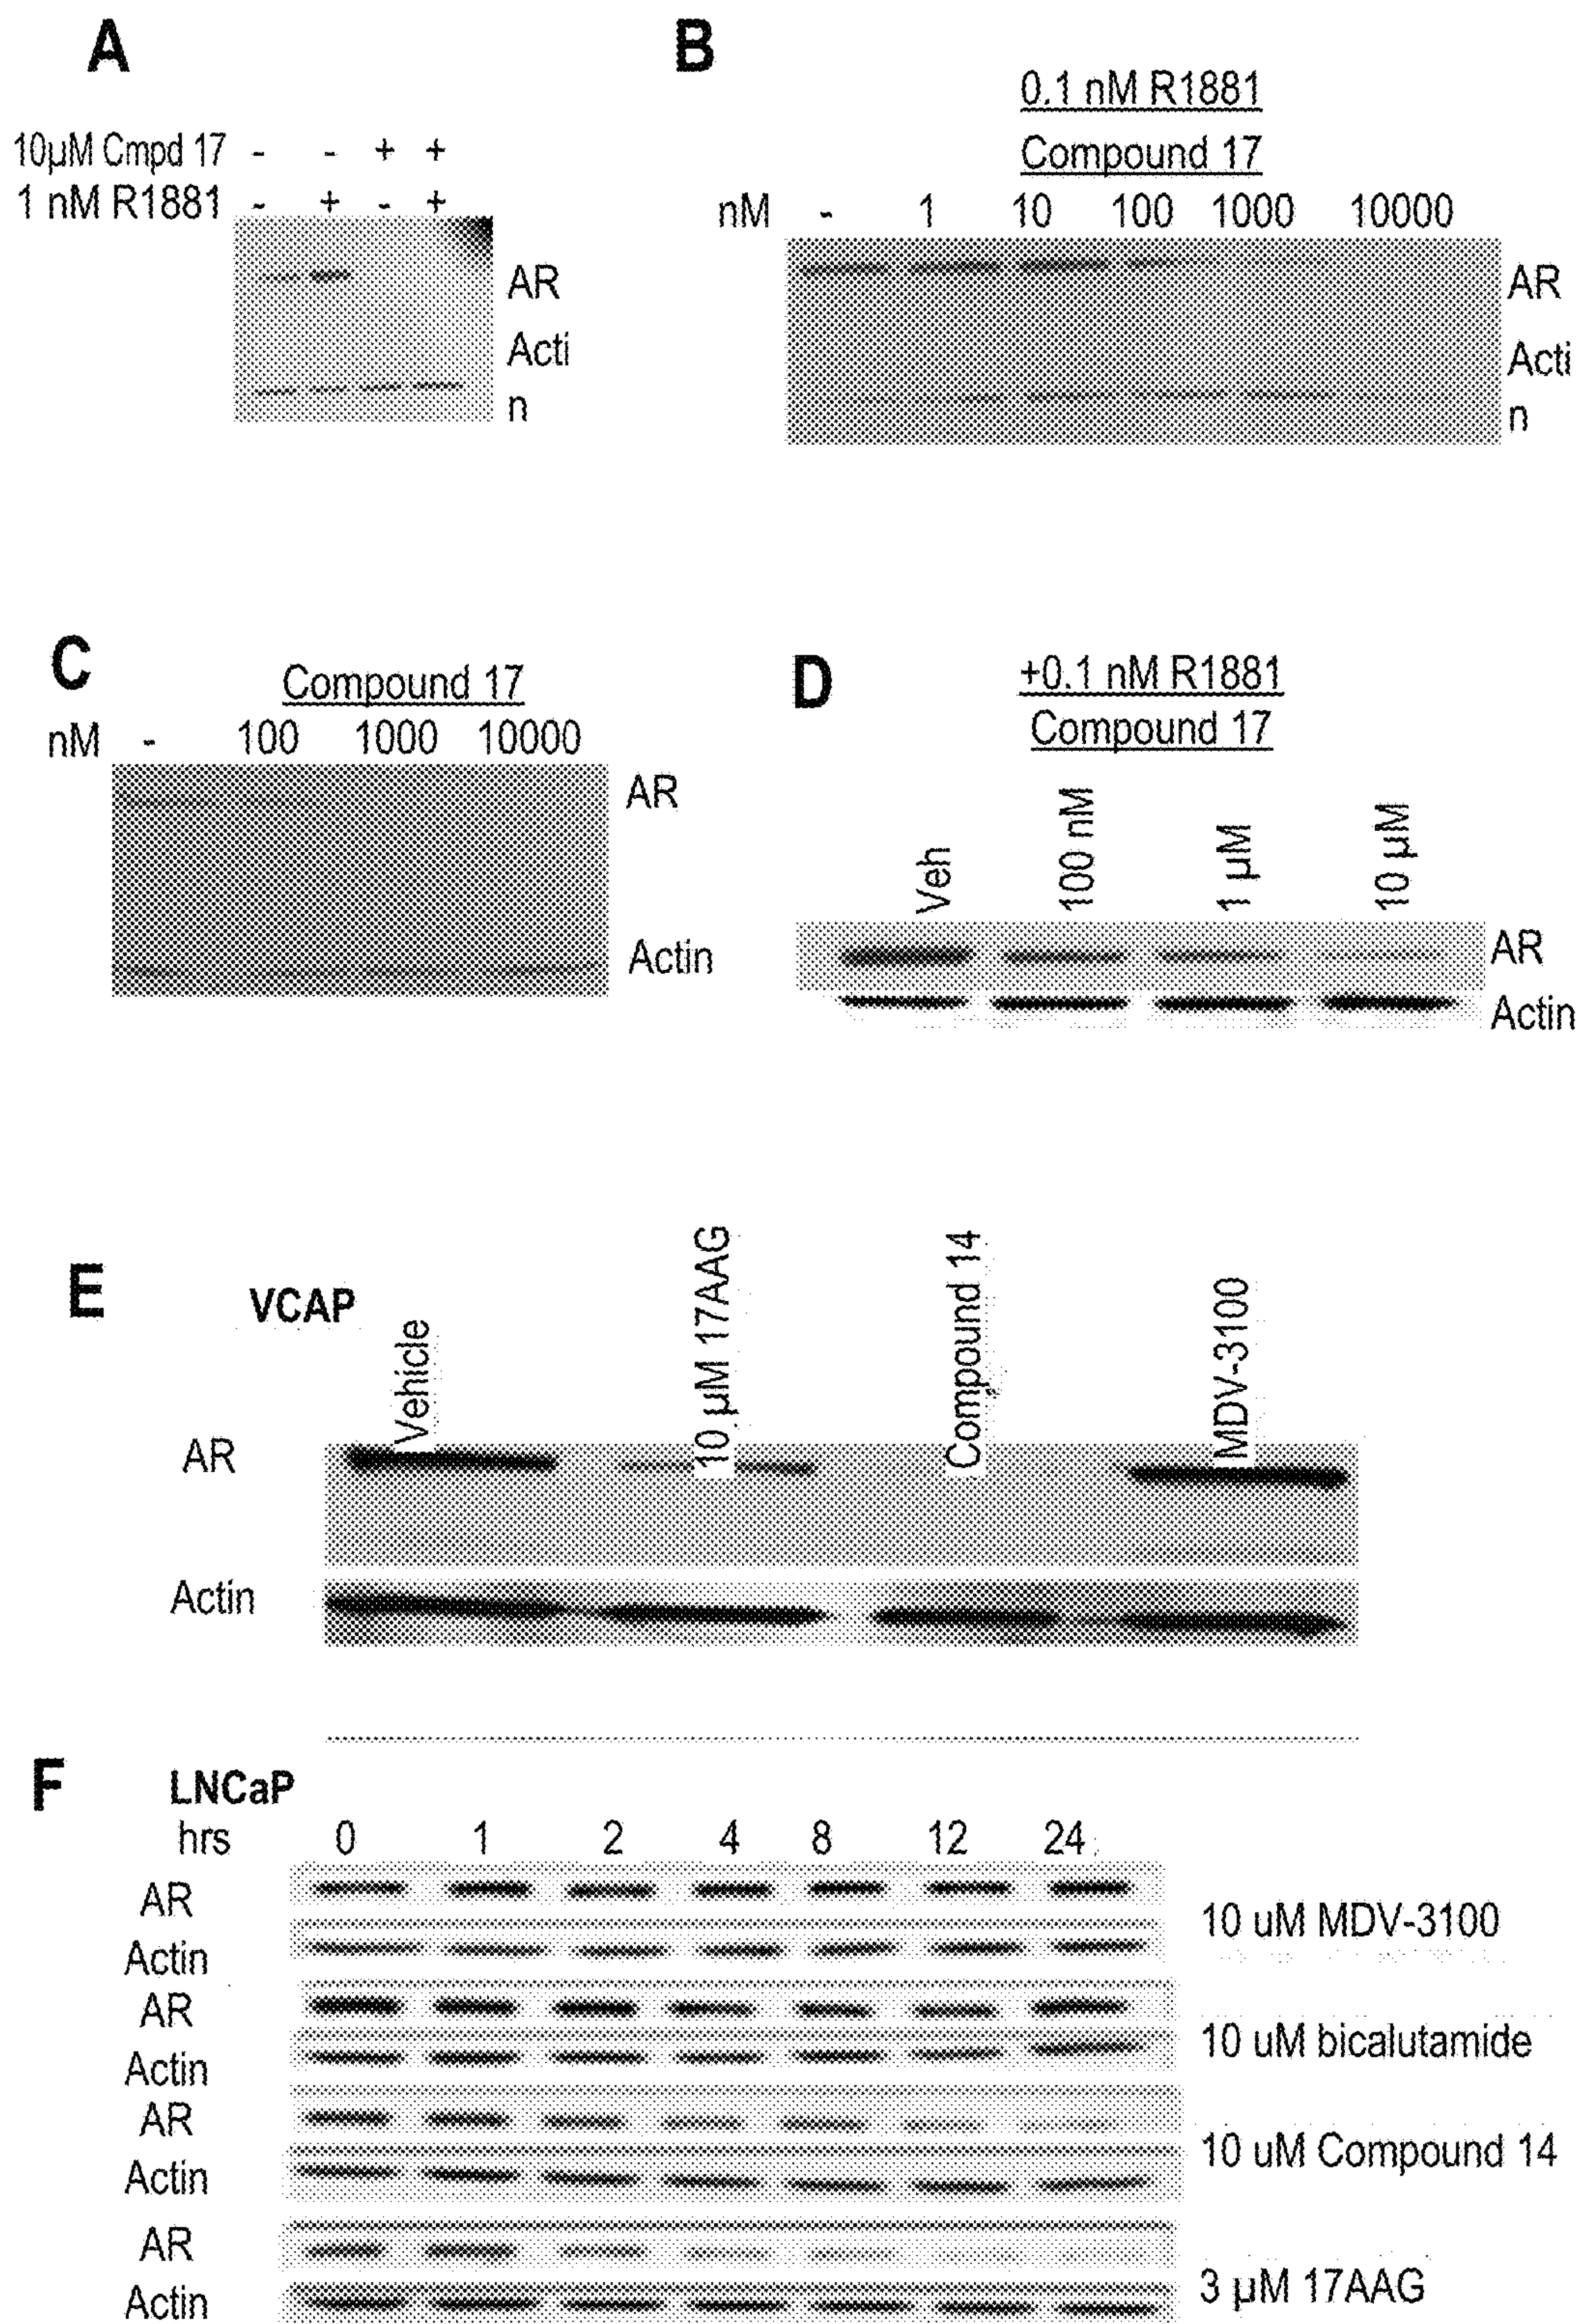 A
10µM Cmpd 17 - - + +
1 nM R1881 - + - +
AR
Acti
n
B
0.1 nM R1881
Compound 17
nM - 1 10 100 1000 10000
AR
Acti
n
C
Compound 17
nM - 100 1000 10000
AR
Actin
D
+0.1 nM R1881
Compound 17
Veh 100 nM 1 µM 10 µM
AR
Actin
E
VCAP
Vehicle 10 µM 17AAG Compound 14 MDV-3100
AR
Actin
F
LNCaP
hrs 0 1 2 4 8 12 24
AR
Actin
10 uM MDV-3100
AR
Actin
10 uM bicalutamide
AR
Actin
10 uM Compound 14
AR
Actin
3 µM 17AAG